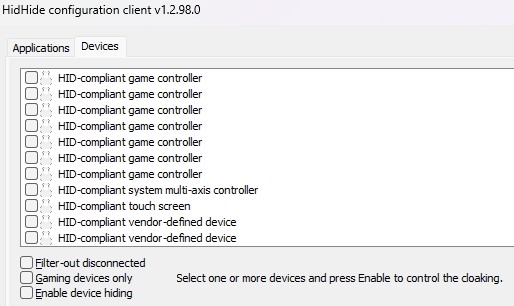 HidHide configuration client v1.2.98.0
Applications Devices
HID-compliant game controller
HID-compliant game controller
HID-compliant game controller
HID-compliant game controller
HID-compliant game controller
HID-compliant game controller
HID-compliant game controller
HID-compliant system multi-axis controller
HID-compliant touch screen
HID-compliant vendor-defined device
HID-compliant vendor-defined device
Filter-out disconnected
Gaming devices only Select one or more devices and press Enable to control the cloaking.
Enable device hiding